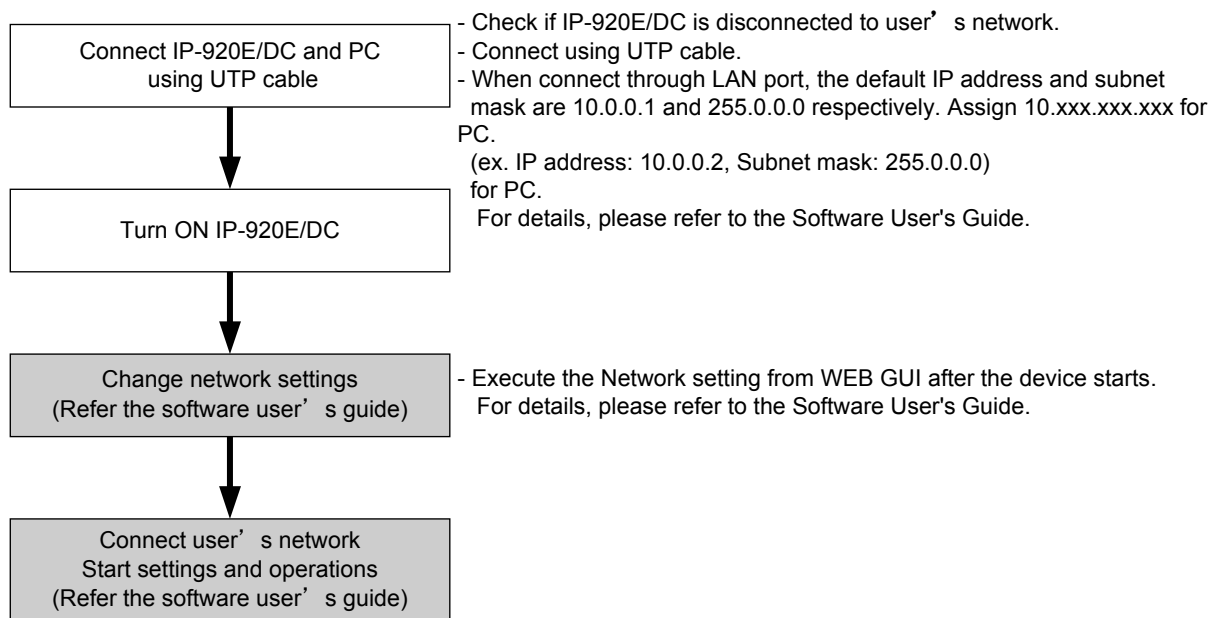 Connect IP-920E/DC and PC
using UTP cable
- Check if IP-920E/DC is disconnected to user’s network.
- Connect using UTP cable.
- When connect through LAN port, the default IP address and subnet
mask are 10.0.0.1 and 255.0.0.0 respectively. Assign 10.xxx.xxx.xxx for
PC.
(ex. IP address: 10.0.0.2, Subnet mask: 255.0.0.0)
for PC.
For details, please refer to the Software User's Guide.
Turn ON IP-920E/DC
Change network settings
(Refer the software user’s guide)
- Execute the Network setting from WEB GUI after the device starts.
For details, please refer to the Software User's Guide.
Connect user’s network
Start settings and operations
(Refer the software user’s guide)